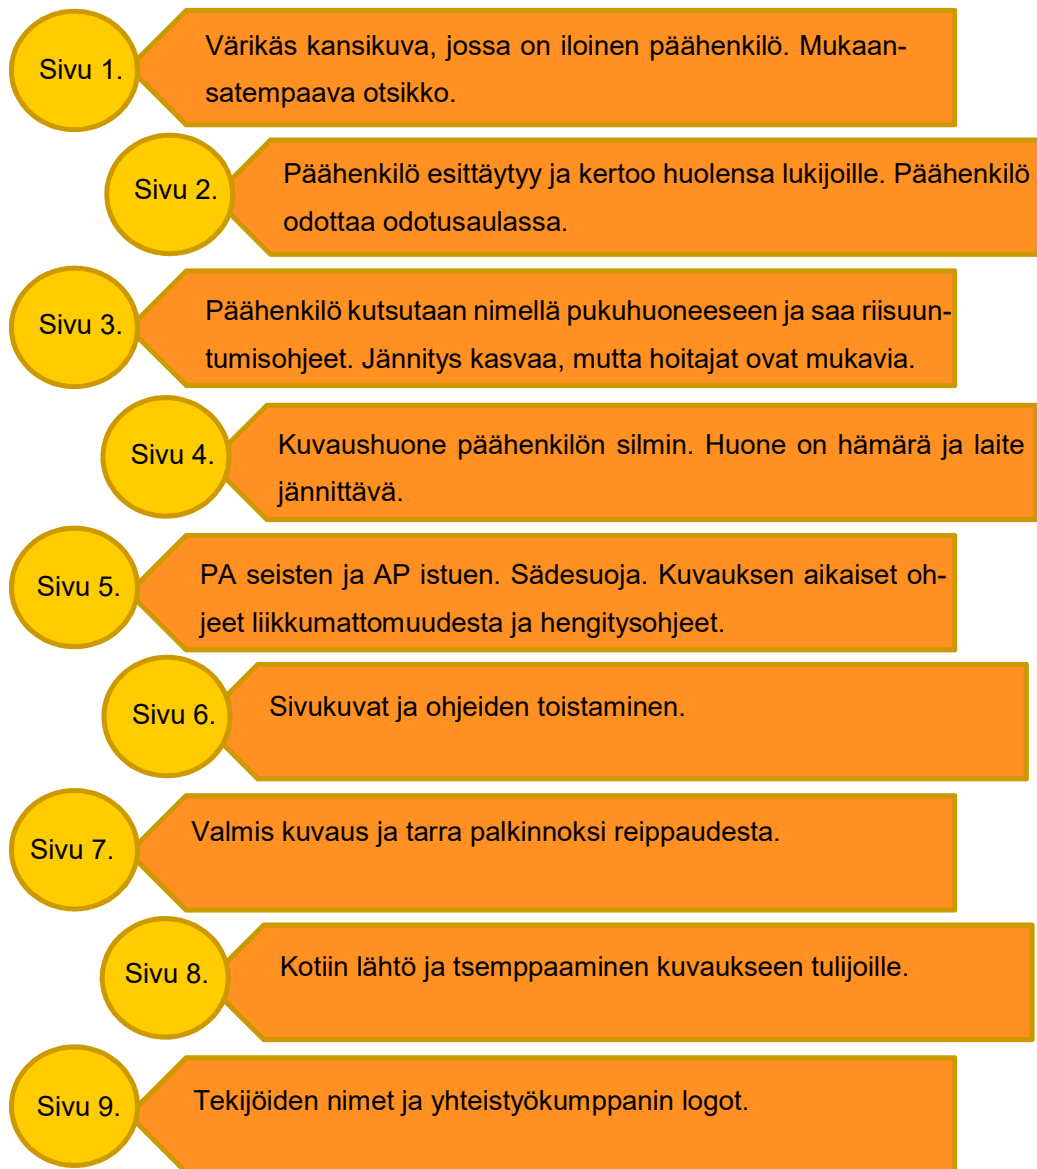 Sivu 1.
Värikäs kansikuva, jossa on iloinen päähenkilö. Mukaan-
satempaava otsikko.
Sivu 2.
Päähenkilö esittäytyy ja kertoo huolensa lukijoille. Päähenkilö
odottaa odotusaulassa.
Sivu 3.
Päähenkilö kutsutaan nimellä pukuhuoneeseen ja saa riisuun-
tumisohjeet. Jännitys kasvaa, mutta hoitajat ovat mukavia.
Sivu 4.
Kuvaushuone päähenkilön silmin. Huone on hämärä ja laite
jännittävä.
Sivu 5.
PA seisten ja AP istuen. Sädesuoja. Kuvauksen aikaiset oh-
jeet liikkumattomuudesta ja hengitysohjeet.
Sivu 6.
Sivukuvat ja ohjeiden toistaminen.
Sivu 7.
Valmis kuvaus ja tarra palkinnoksi reippaudesta.
Sivu 8.
Kotiin lähtö ja tsemppaaminen kuvaukseen tulijoille.
Sivu 9.
Tekijöiden nimet ja yhteistyökumppanin logot.